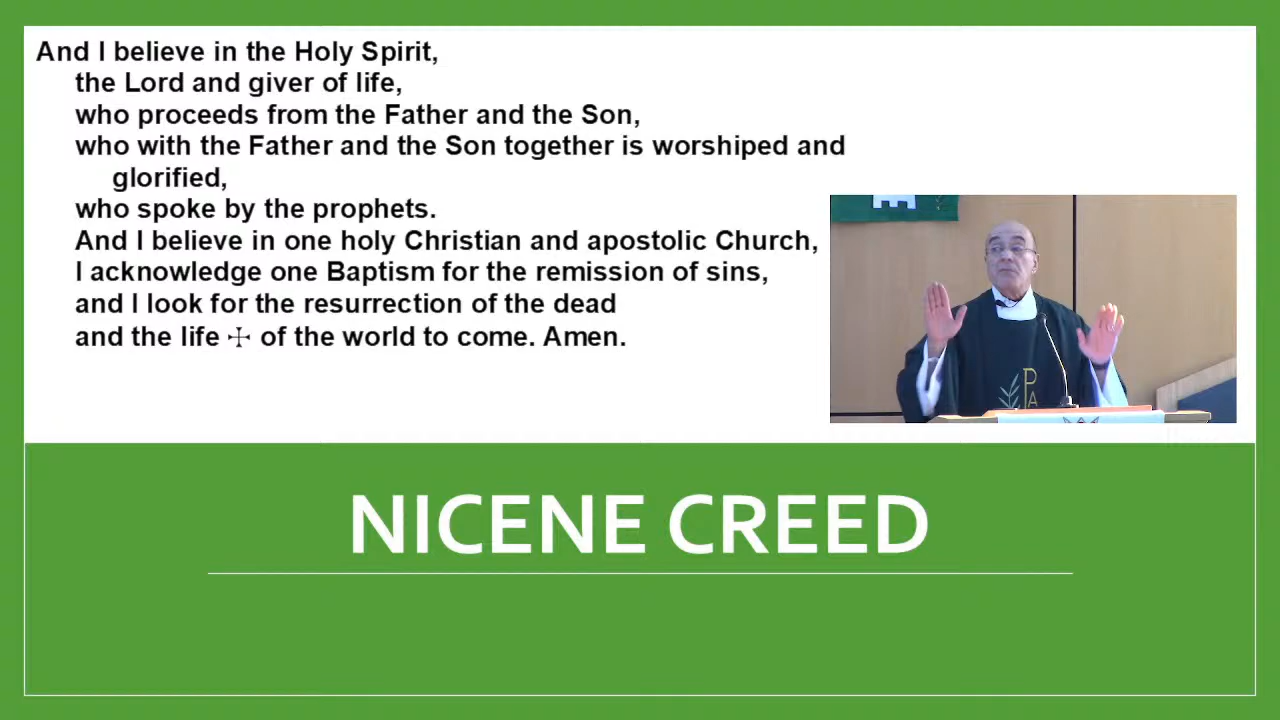 And I believe in the Holy Spirit,
the Lord and giver of life,
who proceeds from the Father and the Son,
who with the Father and the Son together is worshiped and
glorified,
who spoke by the prophets.
And I believe in one holy Christian and apostolic Church,
I acknowledge one Baptism for the remission of sins,
and I look for the resurrection of the dead
and the life ☩ of the world to come. Amen.
P
A
NICENE CREED